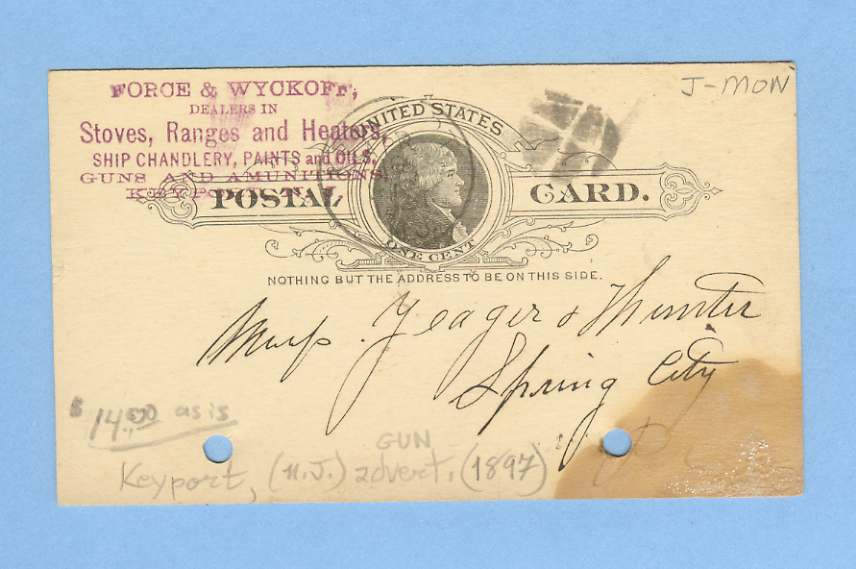 FORCE & WYCKOFF,
DEALERS IN
Stoves, Ranges and Heaters,
SHIP CHANDLERY, PAINTS and OILS,
GUNS AND AMUNITIONS,
KEYPORT, N.J.
J-MON
UNITED STATES
POSTAL CARD.
ONE CENT
NOTHING BUT THE ADDRESS TO BE ON THIS SIDE.
Yeager & Hunter
Spring City
$14.00 as is
GUN
Keyport, (N.J.) advert, (1897)